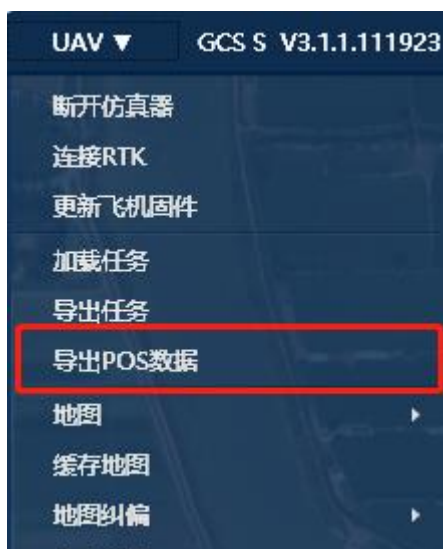 UAV ▼ GCS S V3.1.1.111923
断开仿真器
连接RTK
更新飞机固件
加载任务
导出任务
导出POS数据
地图
缓存地图
地图纠偏